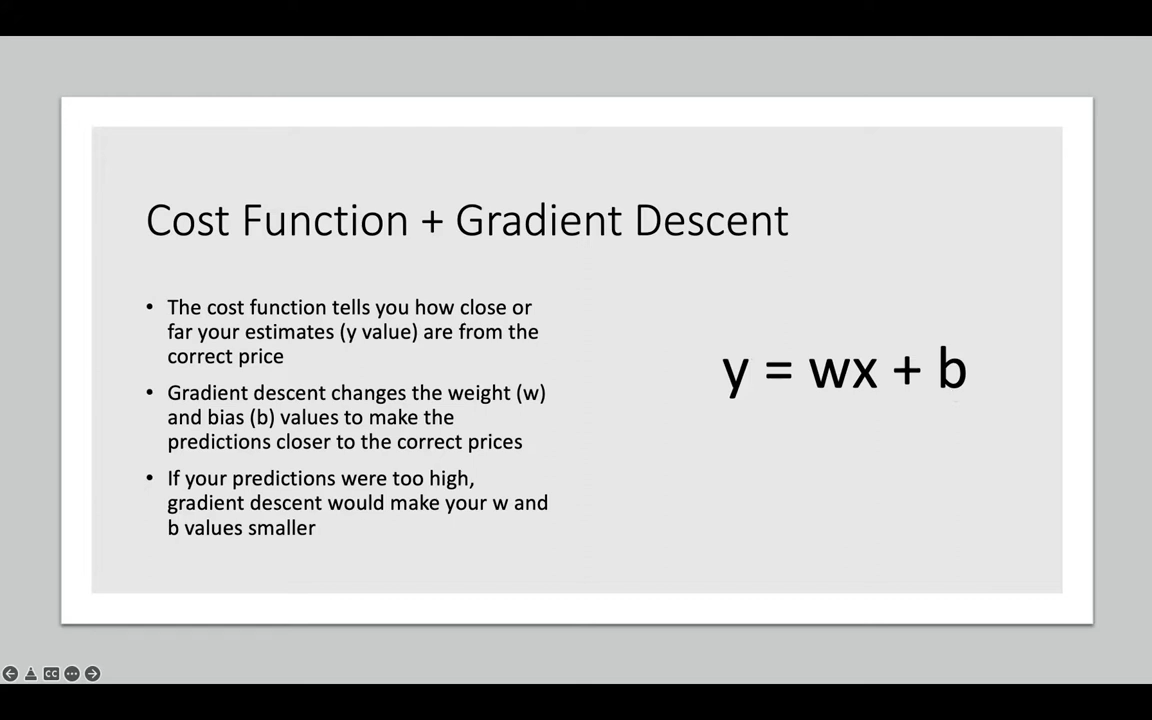 Cost Function + Gradient Descent
• The cost function tells you how close or
far your estimates (y value) are from the
correct price
• Gradient descent changes the weight (w)
and bias (b) values to make the
predictions closer to the correct prices
• If your predictions were too high,
gradient descent would make your w and
b values smaller
y = wx + b
CC